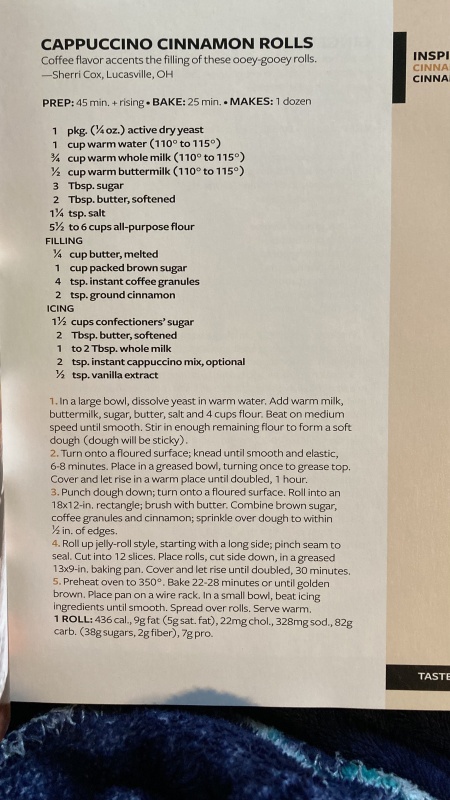 CAPPUCCINO CINNAMON ROLLS
Coffee flavor accents the filling of these ooey-gooey rolls.
—Sherri Cox, Lucasville, OH
PREP: 45 min. + rising • BAKE: 25 min. • MAKES: 1 dozen
1 pkg. (¼ oz.) active dry yeast
1 cup warm water (110° to 115°)
¾ cup warm whole milk (110° to 115°)
½ cup warm buttermilk (110° to 115°)
3 Tbsp. sugar
2 Tbsp. butter, softened
1¼ tsp. salt
5½ to 6 cups all-purpose flour
FILLING
¼ cup butter, melted
1 cup packed brown sugar
4 tsp. instant coffee granules
2 tsp. ground cinnamon
ICING
1½ cups confectioners' sugar
2 Tbsp. butter, softened
1 to 2 Tbsp. whole milk
2 tsp. instant cappuccino mix, optional
½ tsp. vanilla extract
1. In a large bowl, dissolve yeast in warm water. Add warm milk,
buttermilk, sugar, butter, salt and 4 cups flour. Beat on medium
speed until smooth. Stir in enough remaining flour to form a soft
dough (dough will be sticky).
2. Turn onto a floured surface; knead until smooth and elastic,
6-8 minutes. Place in a greased bowl, turning once to grease top.
Cover and let rise in a warm place until doubled, 1 hour.
3. Punch dough down; turn onto a floured surface. Roll into an
18x12-in. rectangle; brush with butter. Combine brown sugar,
coffee granules and cinnamon; sprinkle over dough to within
½ in. of edges.
4. Roll up jelly-roll style, starting with a long side; pinch seam to
seal. Cut into 12 slices. Place rolls, cut side down, in a greased
13x9-in. baking pan. Cover and let rise until doubled, 30 minutes.
5. Preheat oven to 350°. Bake 22-28 minutes or until golden
brown. Place pan on a wire rack. In a small bowl, beat icing
ingredients until smooth. Spread over rolls. Serve warm.
1 ROLL: 436 cal., 9g fat (5g sat. fat), 22mg chol., 328mg sod., 82g
carb. (38g sugars, 2g fiber), 7g pro.
INSPI
CINNA
CINNA
TASTE